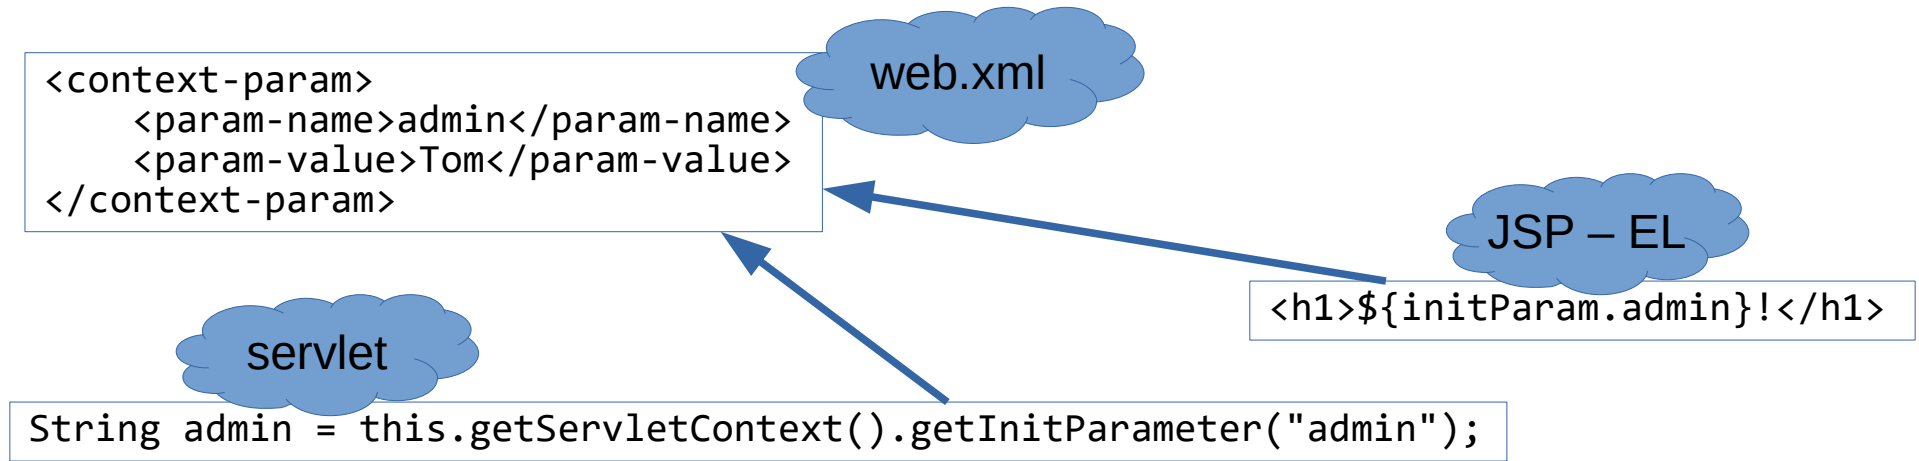 web.xml
<context-param>
    <param-name>admin</param-name>
    <param-value>Tom</param-value>
</context-param>
JSP – EL
<h1>${initParam.admin}!</h1>
servlet
String admin = this.getServletContext().getInitParameter("admin");